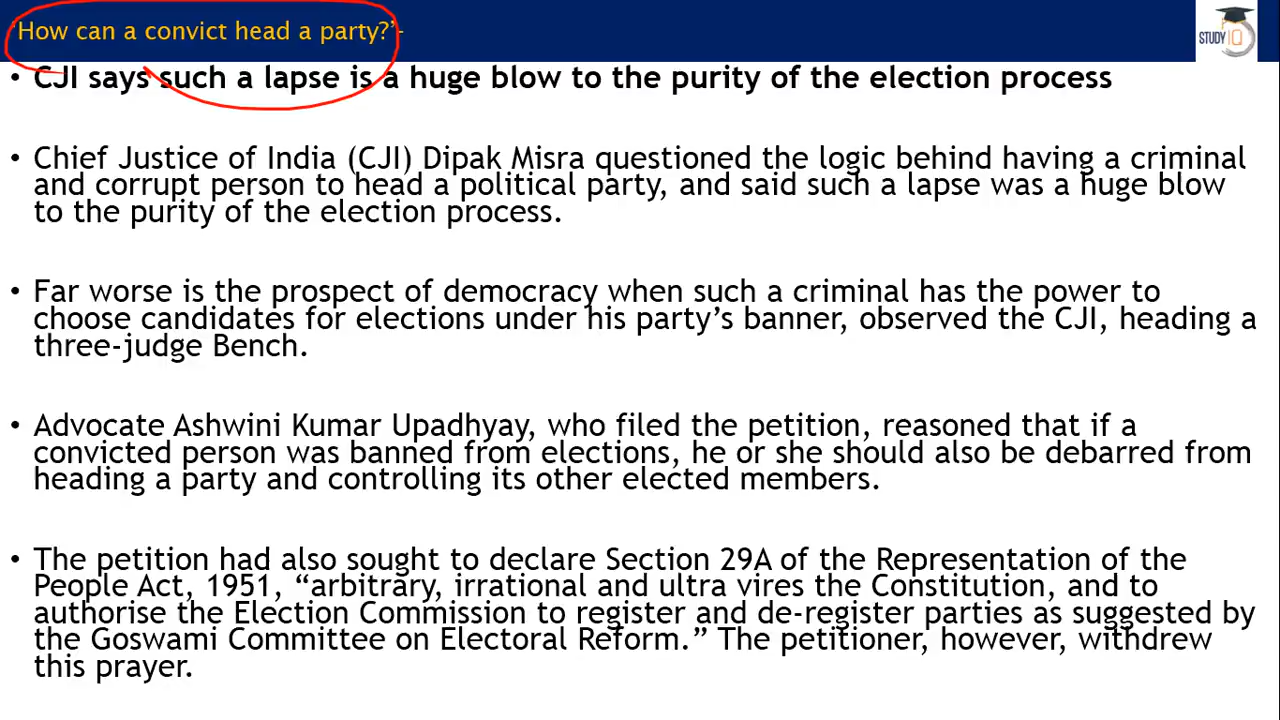 'How can a convict head a party?'-
STUDY IQ
• CJI says such a lapse is a huge blow to the purity of the election process
• Chief Justice of India (CJI) Dipak Misra questioned the logic behind having a criminal
and corrupt person to head a political party, and said such a lapse was a huge blow
to the purity of the election process.
• Far worse is the prospect of democracy when such a criminal has the power to
choose candidates for elections under his party’s banner, observed the CJI, heading a
three-judge Bench.
• Advocate Ashwini Kumar Upadhyay, who filed the petition, reasoned that if a
convicted person was banned from elections, he or she should also be debarred from
heading a party and controlling its other elected members.
• The petition had also sought to declare Section 29A of the Representation of the
People Act, 1951, “arbitrary, irrational and ultra vires the Constitution, and to
authorise the Election Commission to register and de-register parties as suggested by
the Goswami Committee on Electoral Reform.” The petitioner, however, withdrew
this prayer.